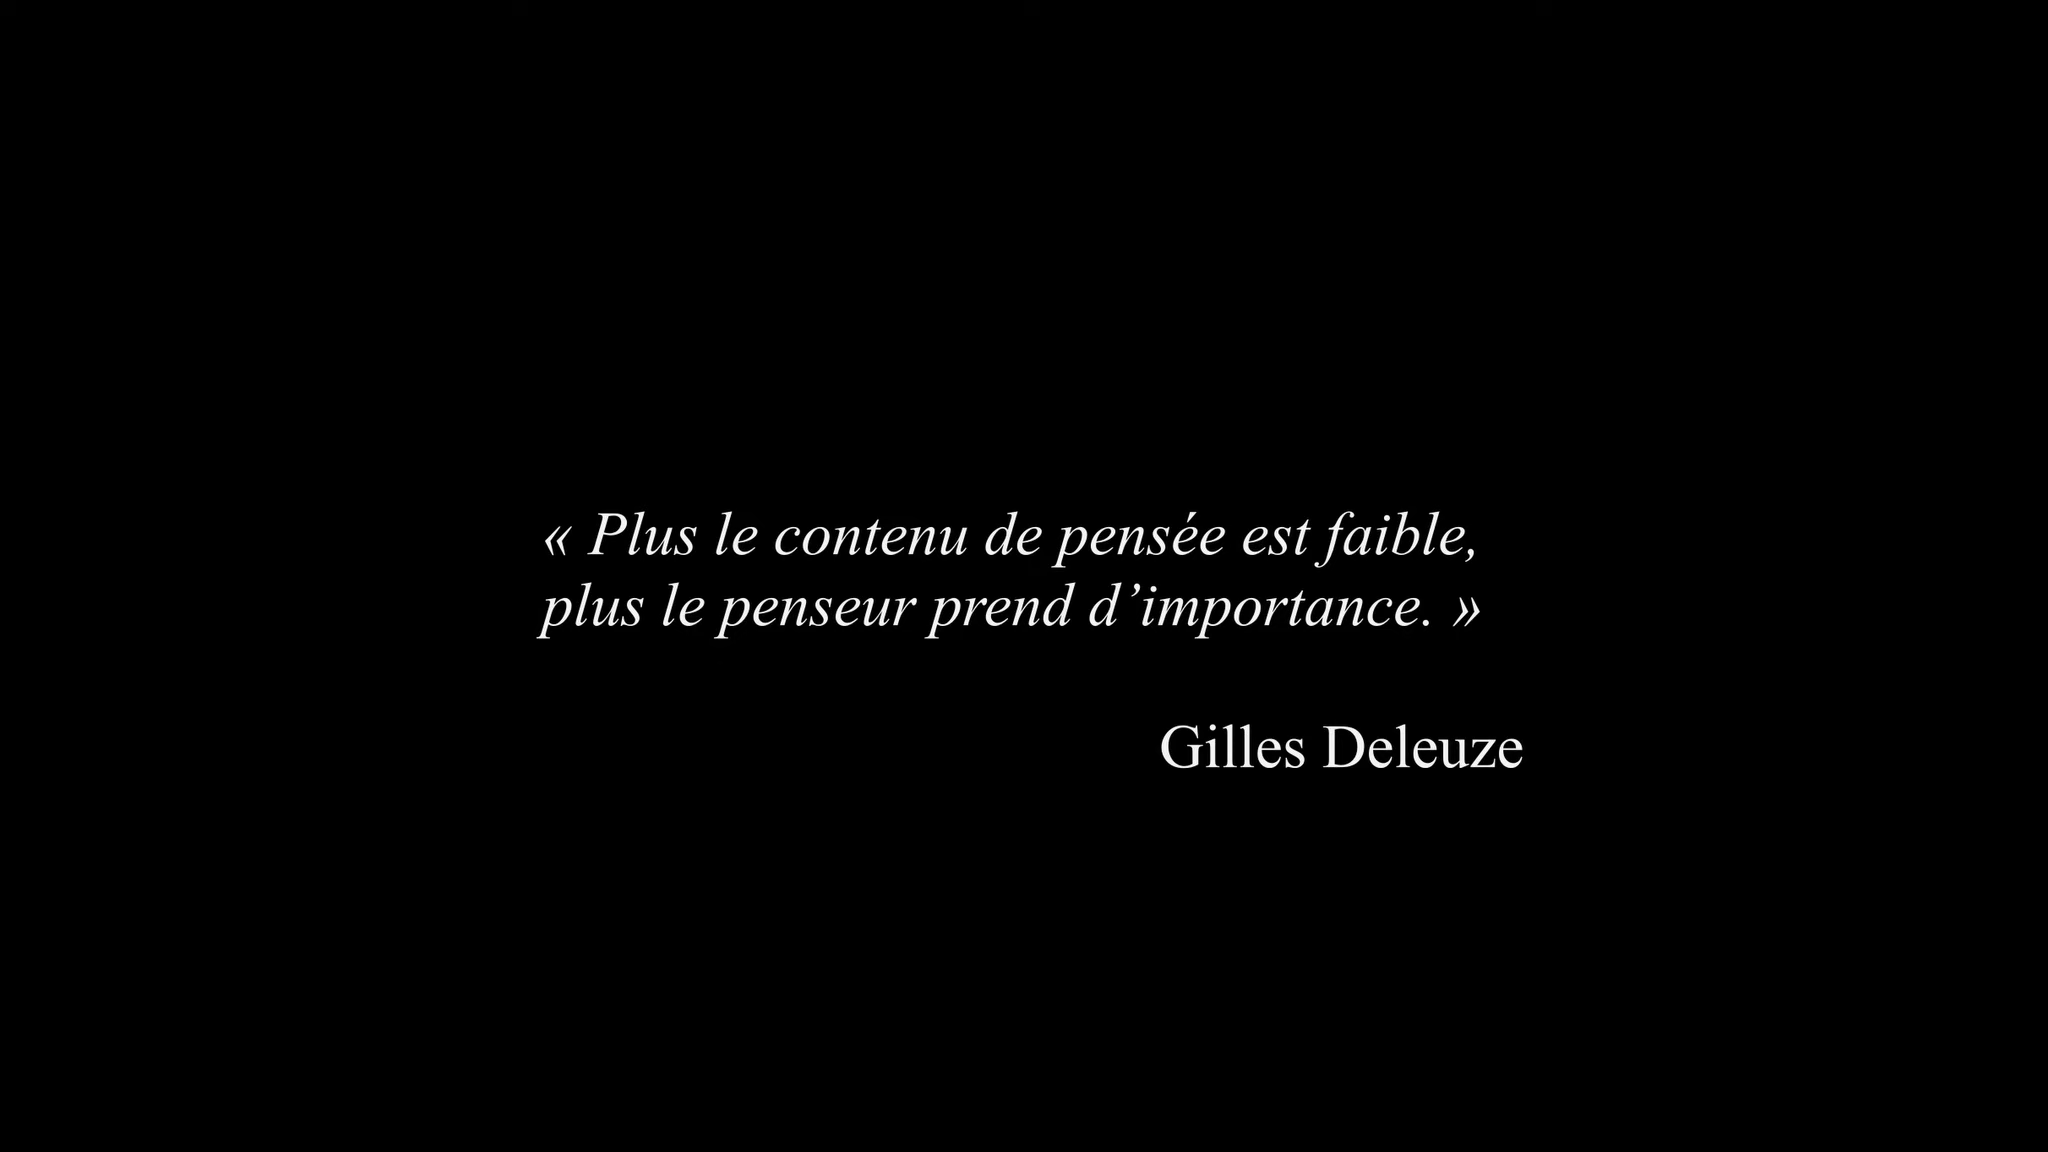 « Plus le contenu de pensée est faible,
plus le penseur prend d’importance. »
Gilles Deleuze